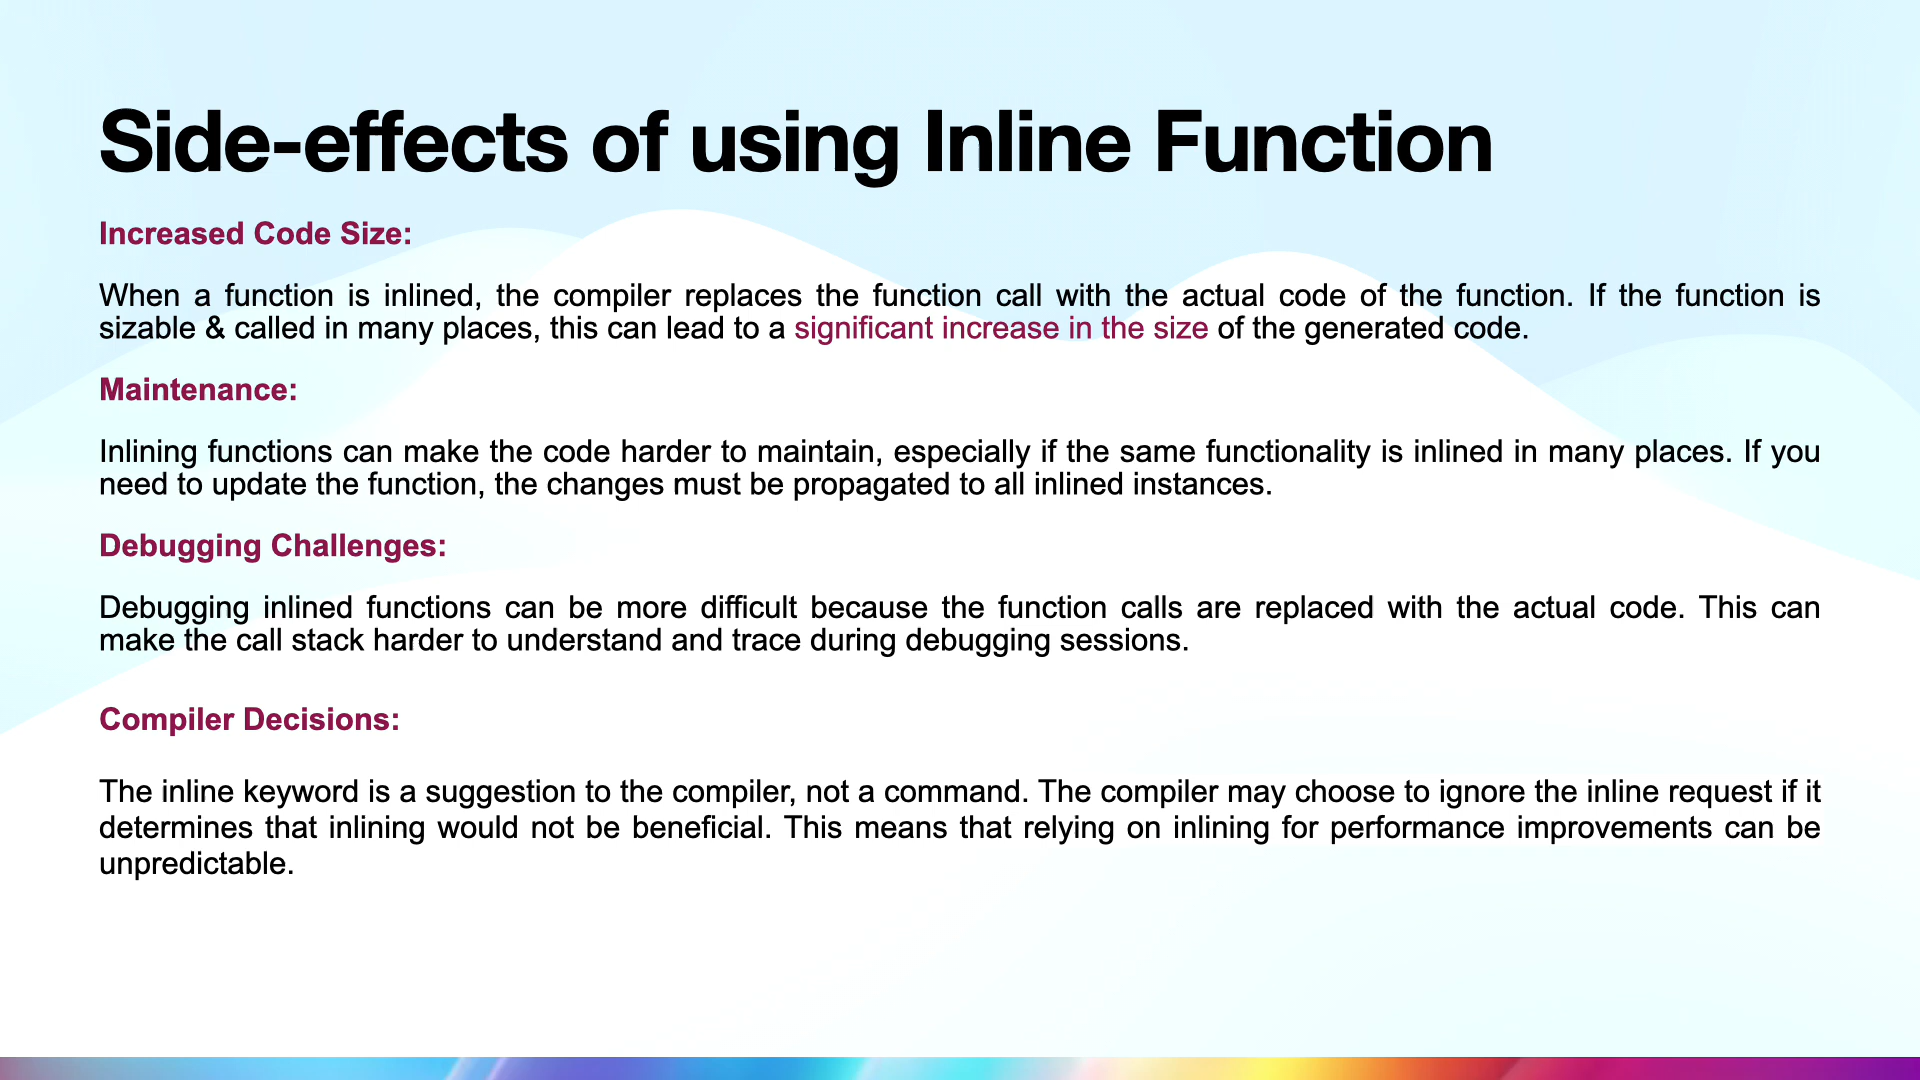 Side-effects of using Inline Function
Increased Code Size:
When a function is inlined, the compiler replaces the function call with the actual code of the function. If the function is
sizable & called in many places, this can lead to a significant increase in the size of the generated code.
Maintenance:
Inlining functions can make the code harder to maintain, especially if the same functionality is inlined in many places. If you
need to update the function, the changes must be propagated to all inlined instances.
Debugging Challenges:
Debugging inlined functions can be more difficult because the function calls are replaced with the actual code. This can
make the call stack harder to understand and trace during debugging sessions.
Compiler Decisions:
The inline keyword is a suggestion to the compiler, not a command. The compiler may choose to ignore the inline request if it
determines that inlining would not be beneficial. This means that relying on inlining for performance improvements can be
unpredictable.